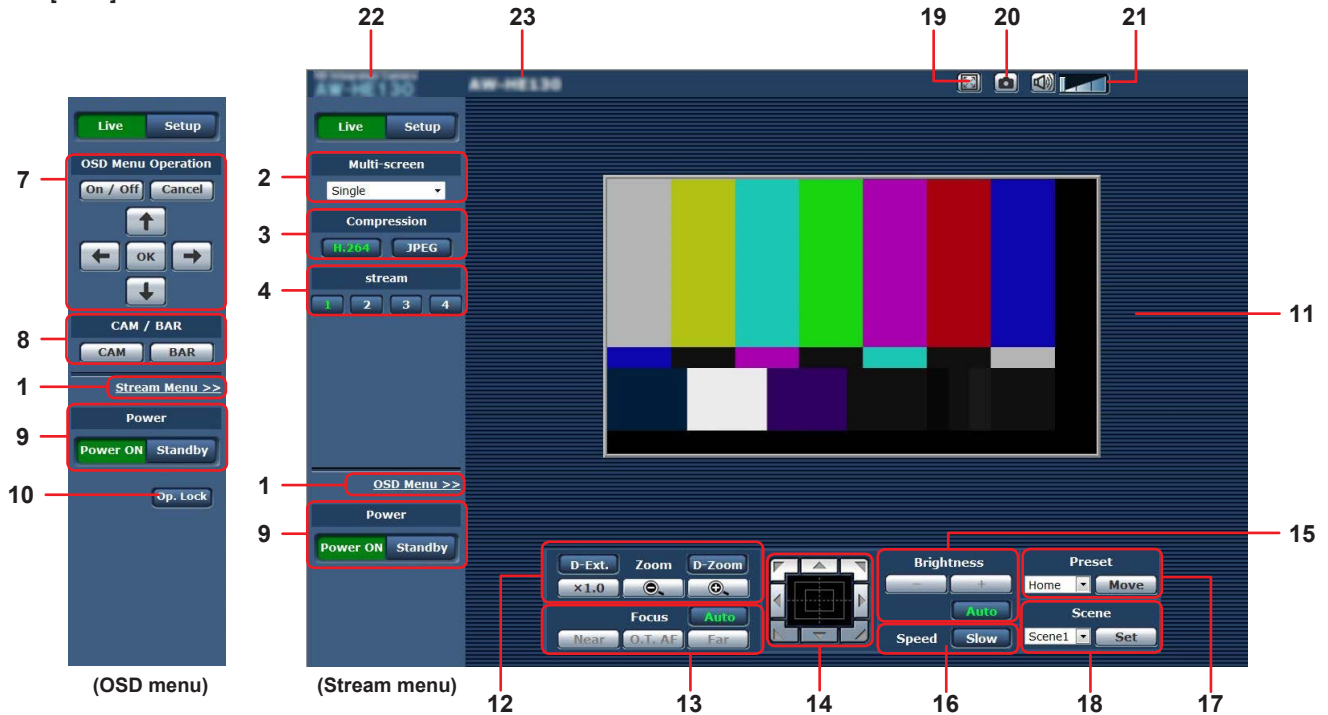 22 23 19 20 21
AW-HE130 AW-HE130
Live Setup
OSD Menu Operation
7
On / Off Cancel
OK
8
CAM / BAR
CAM BAR
1
Stream Menu >>
9
Power
Power ON Standby
10
Op. Lock
(OSD menu)
Live Setup
2
Multi-screen
Single
3
Compression
H.264 JPEG
4
stream
1 2 3 4
11
1
OSD Menu >>
9
Power
Power ON Standby
(Stream menu)
15
D-Ext. Zoom D-Zoom
×1.0
Focus Auto
Near O.T. AF Far
Brightness
− +
Auto
Speed Slow
Preset
Home Move
Scene
Scene1 Set
12 13 14 16 18 17